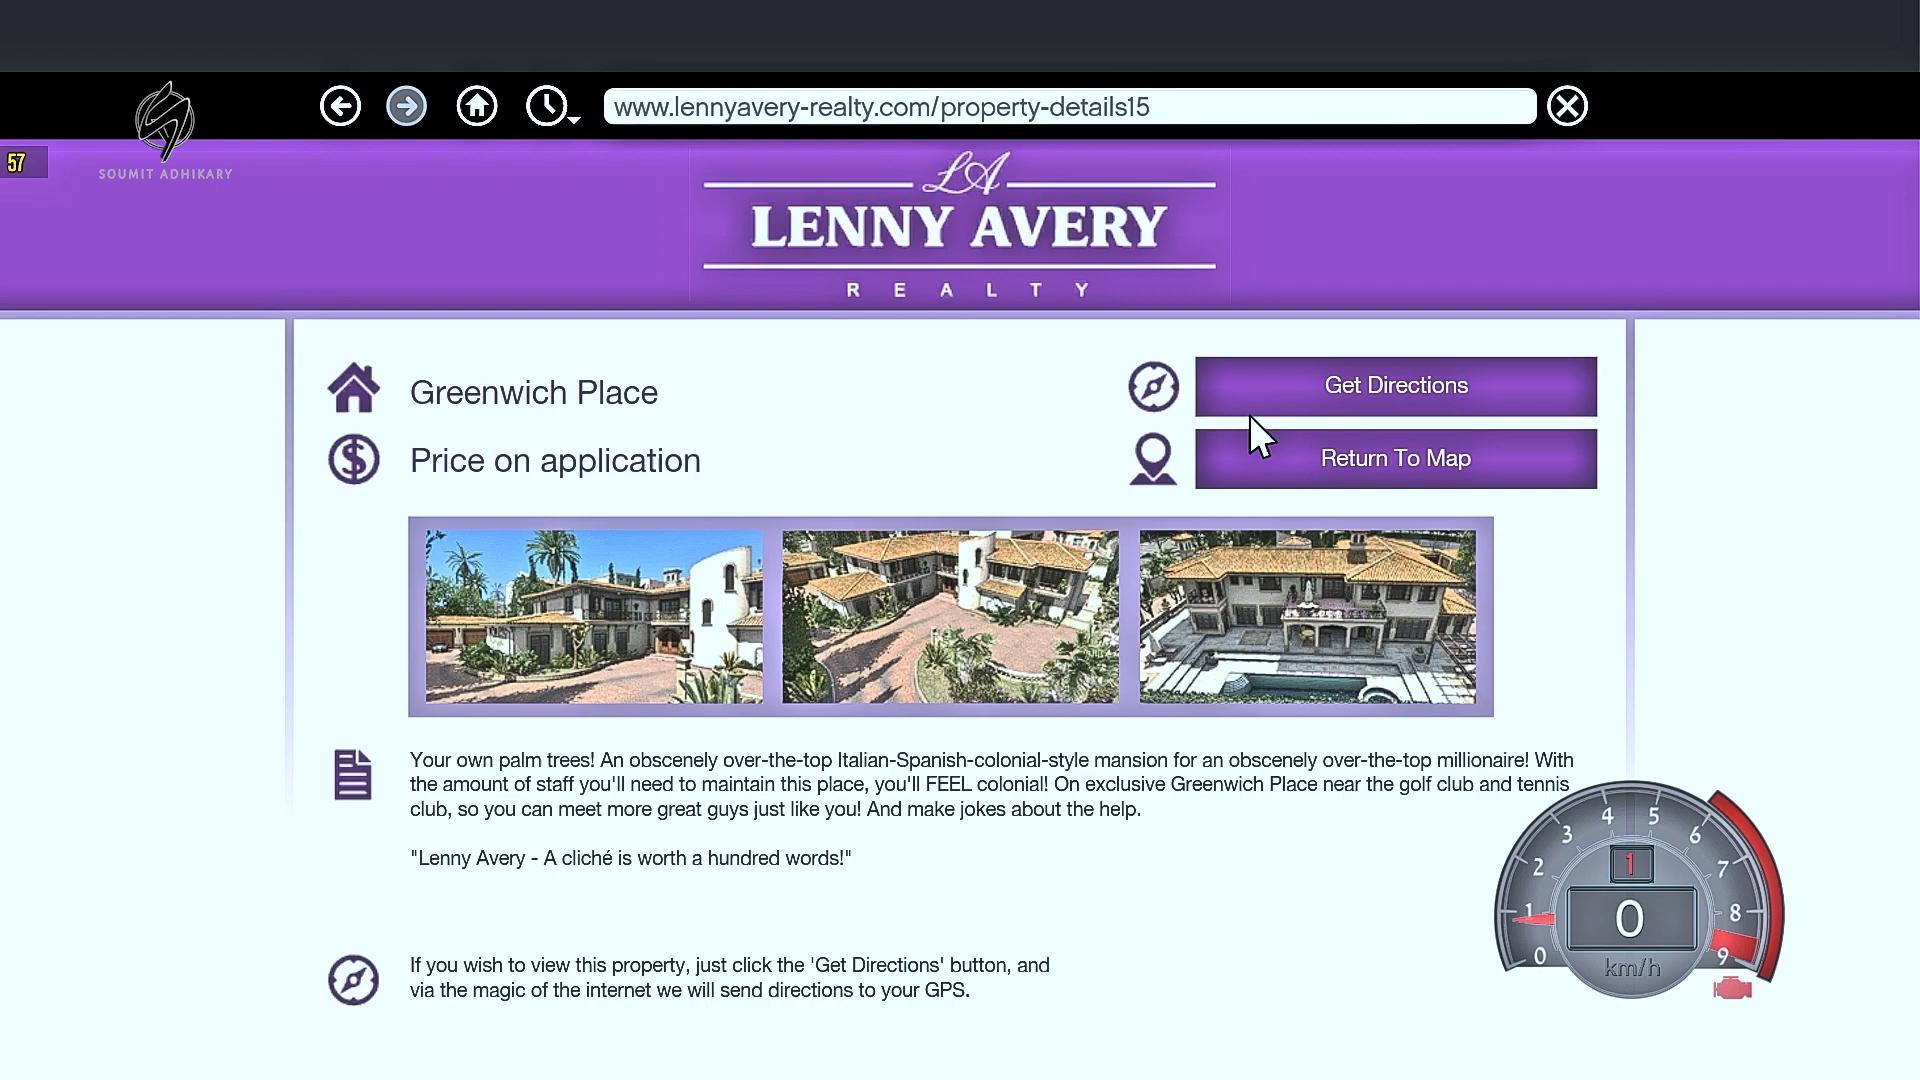 www.lennyavery-realty.com/property-details15
SOUMIT ADHIKARY
57
LA
LENNY AVERY
REALTY
Greenwich Place
Get Directions
Price on application
Return To Map
Your own palm trees! An obscenely over-the-top Italian-Spanish-colonial-style mansion for an obscenely over-the-top millionaire! With
the amount of staff you'll need to maintain this place, you'll FEEL colonial! On exclusive Greenwich Place near the golf club and tennis
club, so you can meet more great guys just like you! And make jokes about the help.
"Lenny Avery - A cliché is worth a hundred words!"
If you wish to view this property, just click the 'Get Directions' button, and
via the magic of the internet we will send directions to your GPS.
0 1 2 3 4 5 6 7 8 9
1
0
km/h